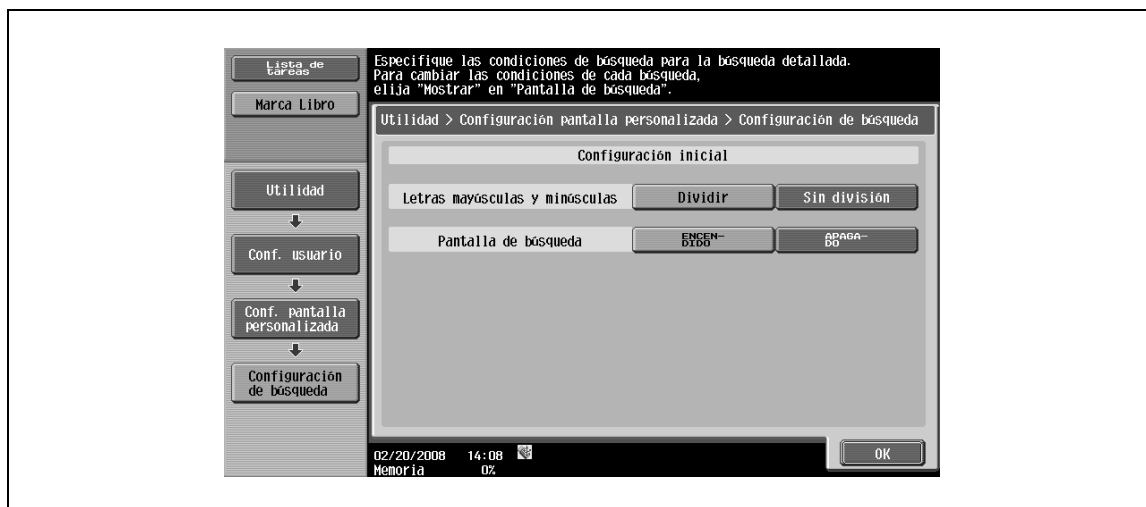 Lista de
tareas
Marca Libro
Especifique las condiciones de búsqueda para la búsqueda detallada.
Para cambiar las condiciones de cada búsqueda,
elija "Mostrar" en "Pantalla de búsqueda".
Utilidad > Configuración pantalla personalizada > Configuración de búsqueda
Configuración inicial
Letras mayúsculas y minúsculas
Dividir
Sin división
Pantalla de búsqueda
ENCEN-
DIDO
APAGA-
DO
Utilidad
Conf. usuario
Conf. pantalla
personalizada
Configuración
de búsqueda
02/20/2008 14:08
Memoria 0%
OK